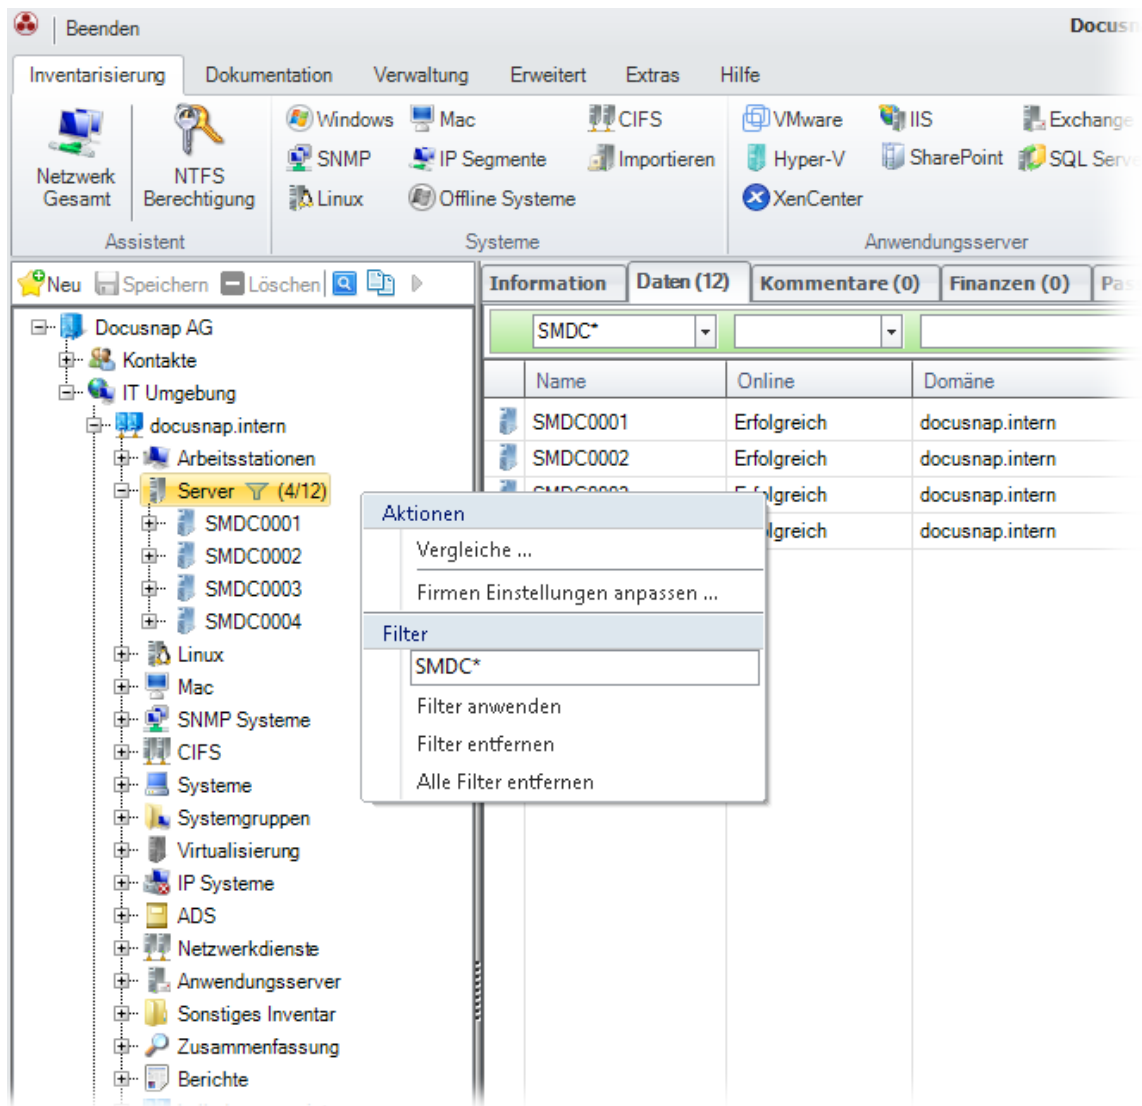 Beenden
Inventarisierung Dokumentation Verwaltung Erweitert Extras Hilfe
Windows Mac CIFS VMware IIS Exchange
SNMP IP Segmente Importieren Hyper-V SharePoint SQL Serve
Netzwerk Gesamt NTFS Berechtigung Linux Offline Systeme XenCenter
Assistent Systeme Anwendungsserver
Neu Speichern Löschen Information Daten (12) Kommentare (0) Finanzen (0)
Docusnap AG SMDC*
Kontakte
Name Online Domäne
IT Umgebung
docusnap.intern SMDC0001 Erfolgreich docusnap.intern
Arbeitsstationen SMDC0002 Erfolgreich docusnap.intern
Server (4/12) docusnap.intern
SMDC0001 docusnap.intern
SMDC0002
SMDC0003
SMDC0004
Linux
Mac
SNMP Systeme
CIFS
Systeme
Systemgruppen
Virtualisierung
IP Systeme
ADS
Netzwerkdienste
Anwendungsserver
Sonstiges Inventar
Zusammenfassung
Berichte
Aktionen
Vergleiche ...
Firmen Einstellungen anpassen ...
Filter
SMDC*
Filter anwenden
Filter entfernen
Alle Filter entfernen